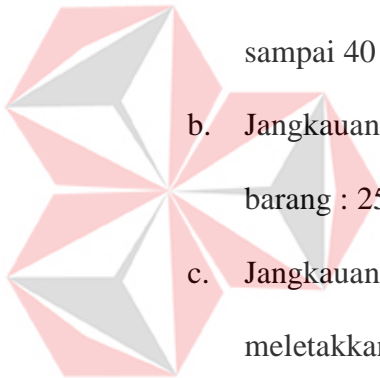 sampai 40
b. Jangkauan
barang : 25
c. Jangkauan
meletakkan